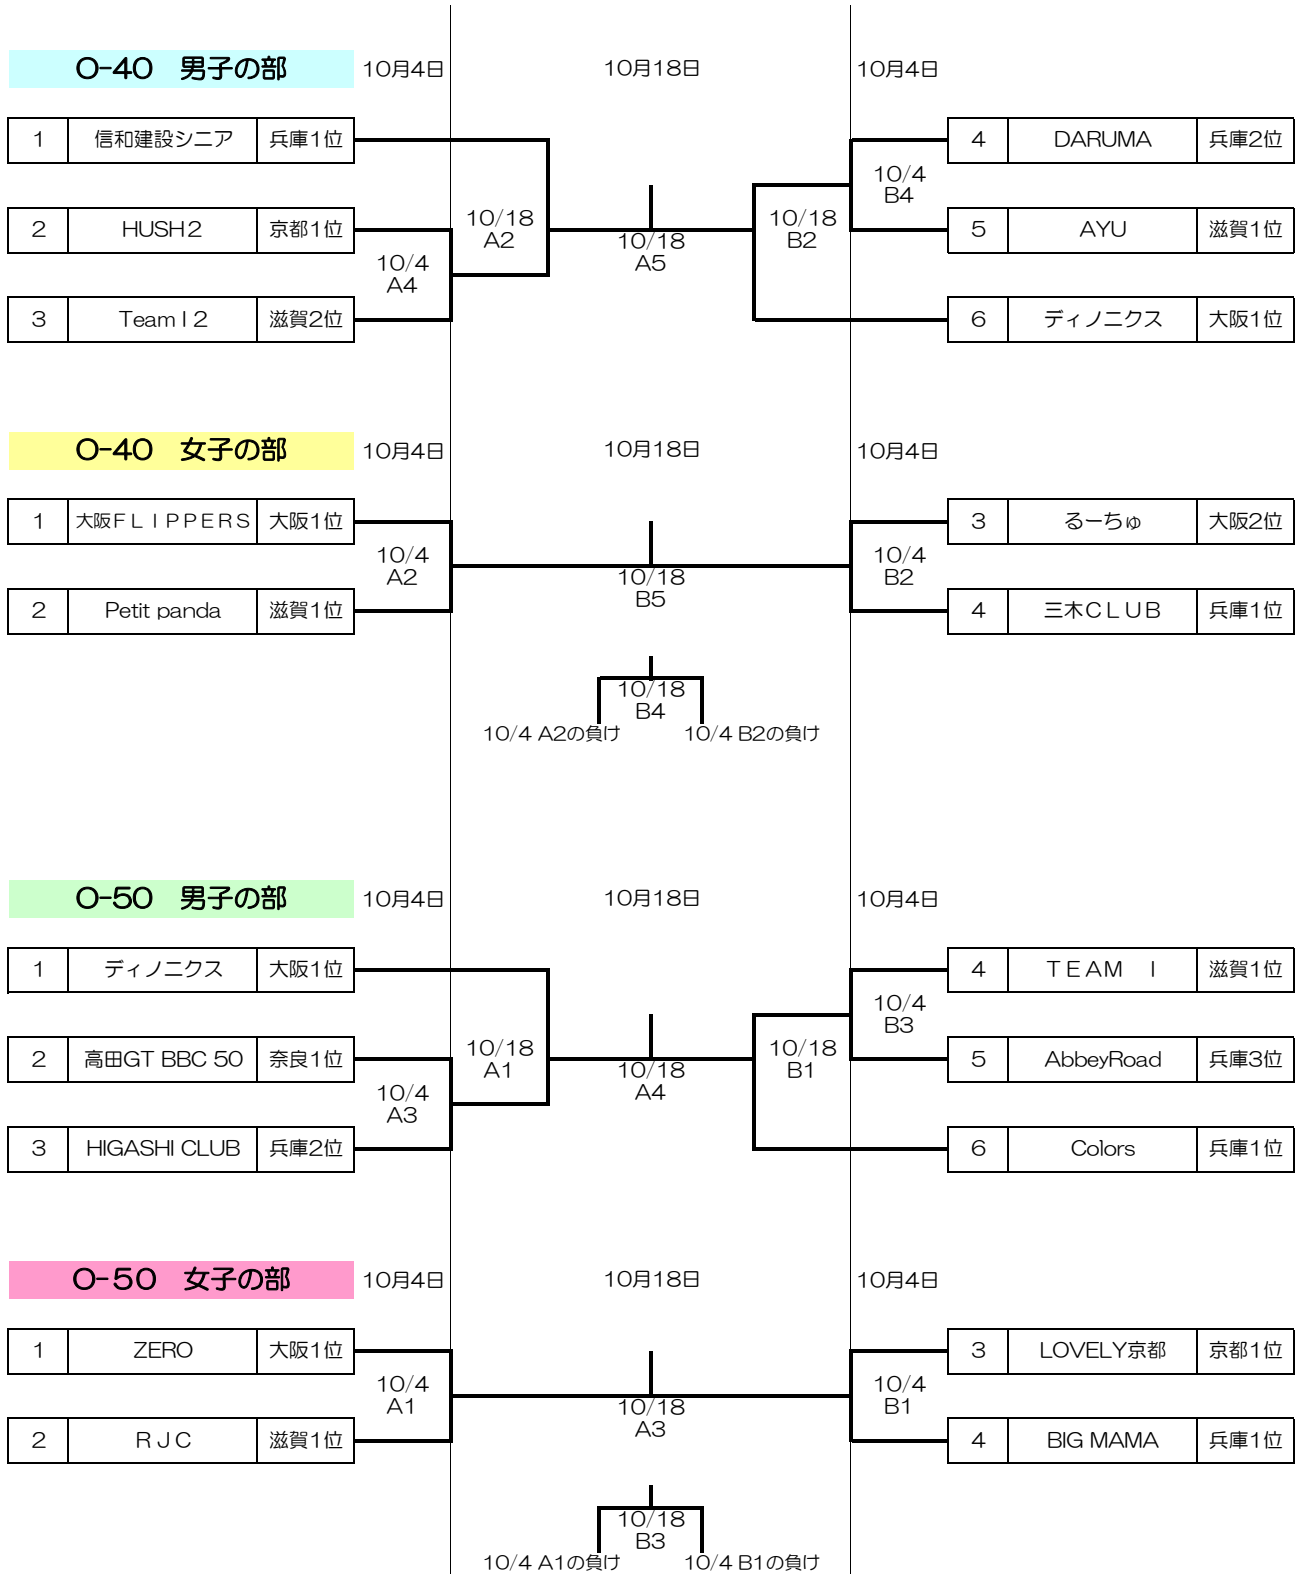 O-40　男子の部 10月4日 10月18日 10月4日
1 信和建設シニア 兵庫1位 4 DARUMA 兵庫2位
10/4
B4
10/18
A2
10/18
B2
2 HUSH2 京都1位 5 AYU 滋賀1位
10/18
A5
10/4
A4
3 Team I 2 滋賀2位 6 ディノニクス 大阪1位
O-40　女子の部 10月4日 10月18日 10月4日
1 大阪ＦＬＩＰＰＥＲＳ 大阪1位 3 るーちゅ 大阪2位
10/4
A2
10/4
B2
10/18
B5
2 Petit panda 滋賀1位 4 三木ＣＬＵＢ 兵庫1位
10/18
B4
10/4 A2の負け 10/4 B2の負け
O-50　男子の部 10月4日 10月18日 10月4日
1 ディノニクス 大阪1位 4 ＴＥＡＭ　Ｉ 滋賀1位
10/4
B3
10/18
A1
10/18
B1
2 高田GT BBC 50 奈良1位 5 AbbeyRoad 兵庫3位
10/18
A4
10/4
A3
3 HIGASHI CLUB 兵庫2位 6 Colors 兵庫1位
O-50　女子の部 10月4日 10月18日 10月4日
1 ZERO 大阪1位 3 LOVELY京都 京都1位
10/4
A1
10/4
B1
10/18
A3
2 ＲＪＣ 滋賀1位 4 BIG MAMA 兵庫1位
10/18
B3
10/4 A1の負け 10/4 B1の負け